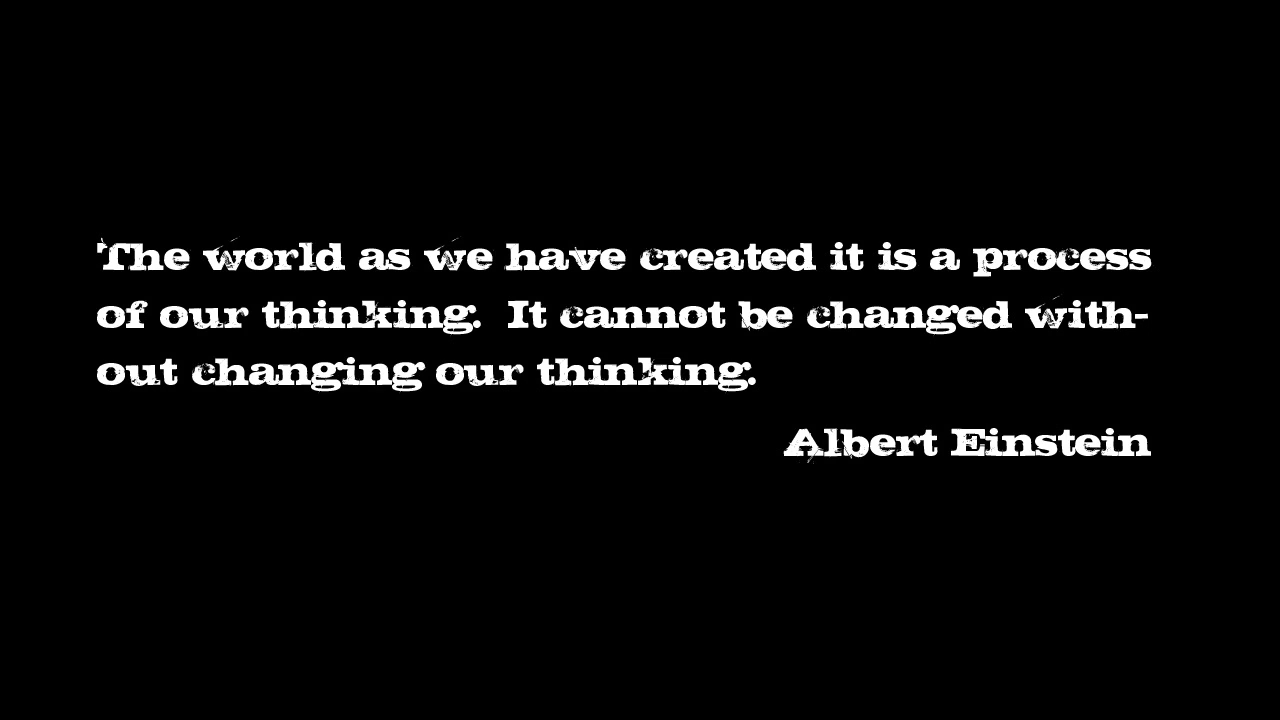 The world as we have created it is a process
of our thinking.  It cannot be changed with-
out changing our thinking.
Albert Einstein